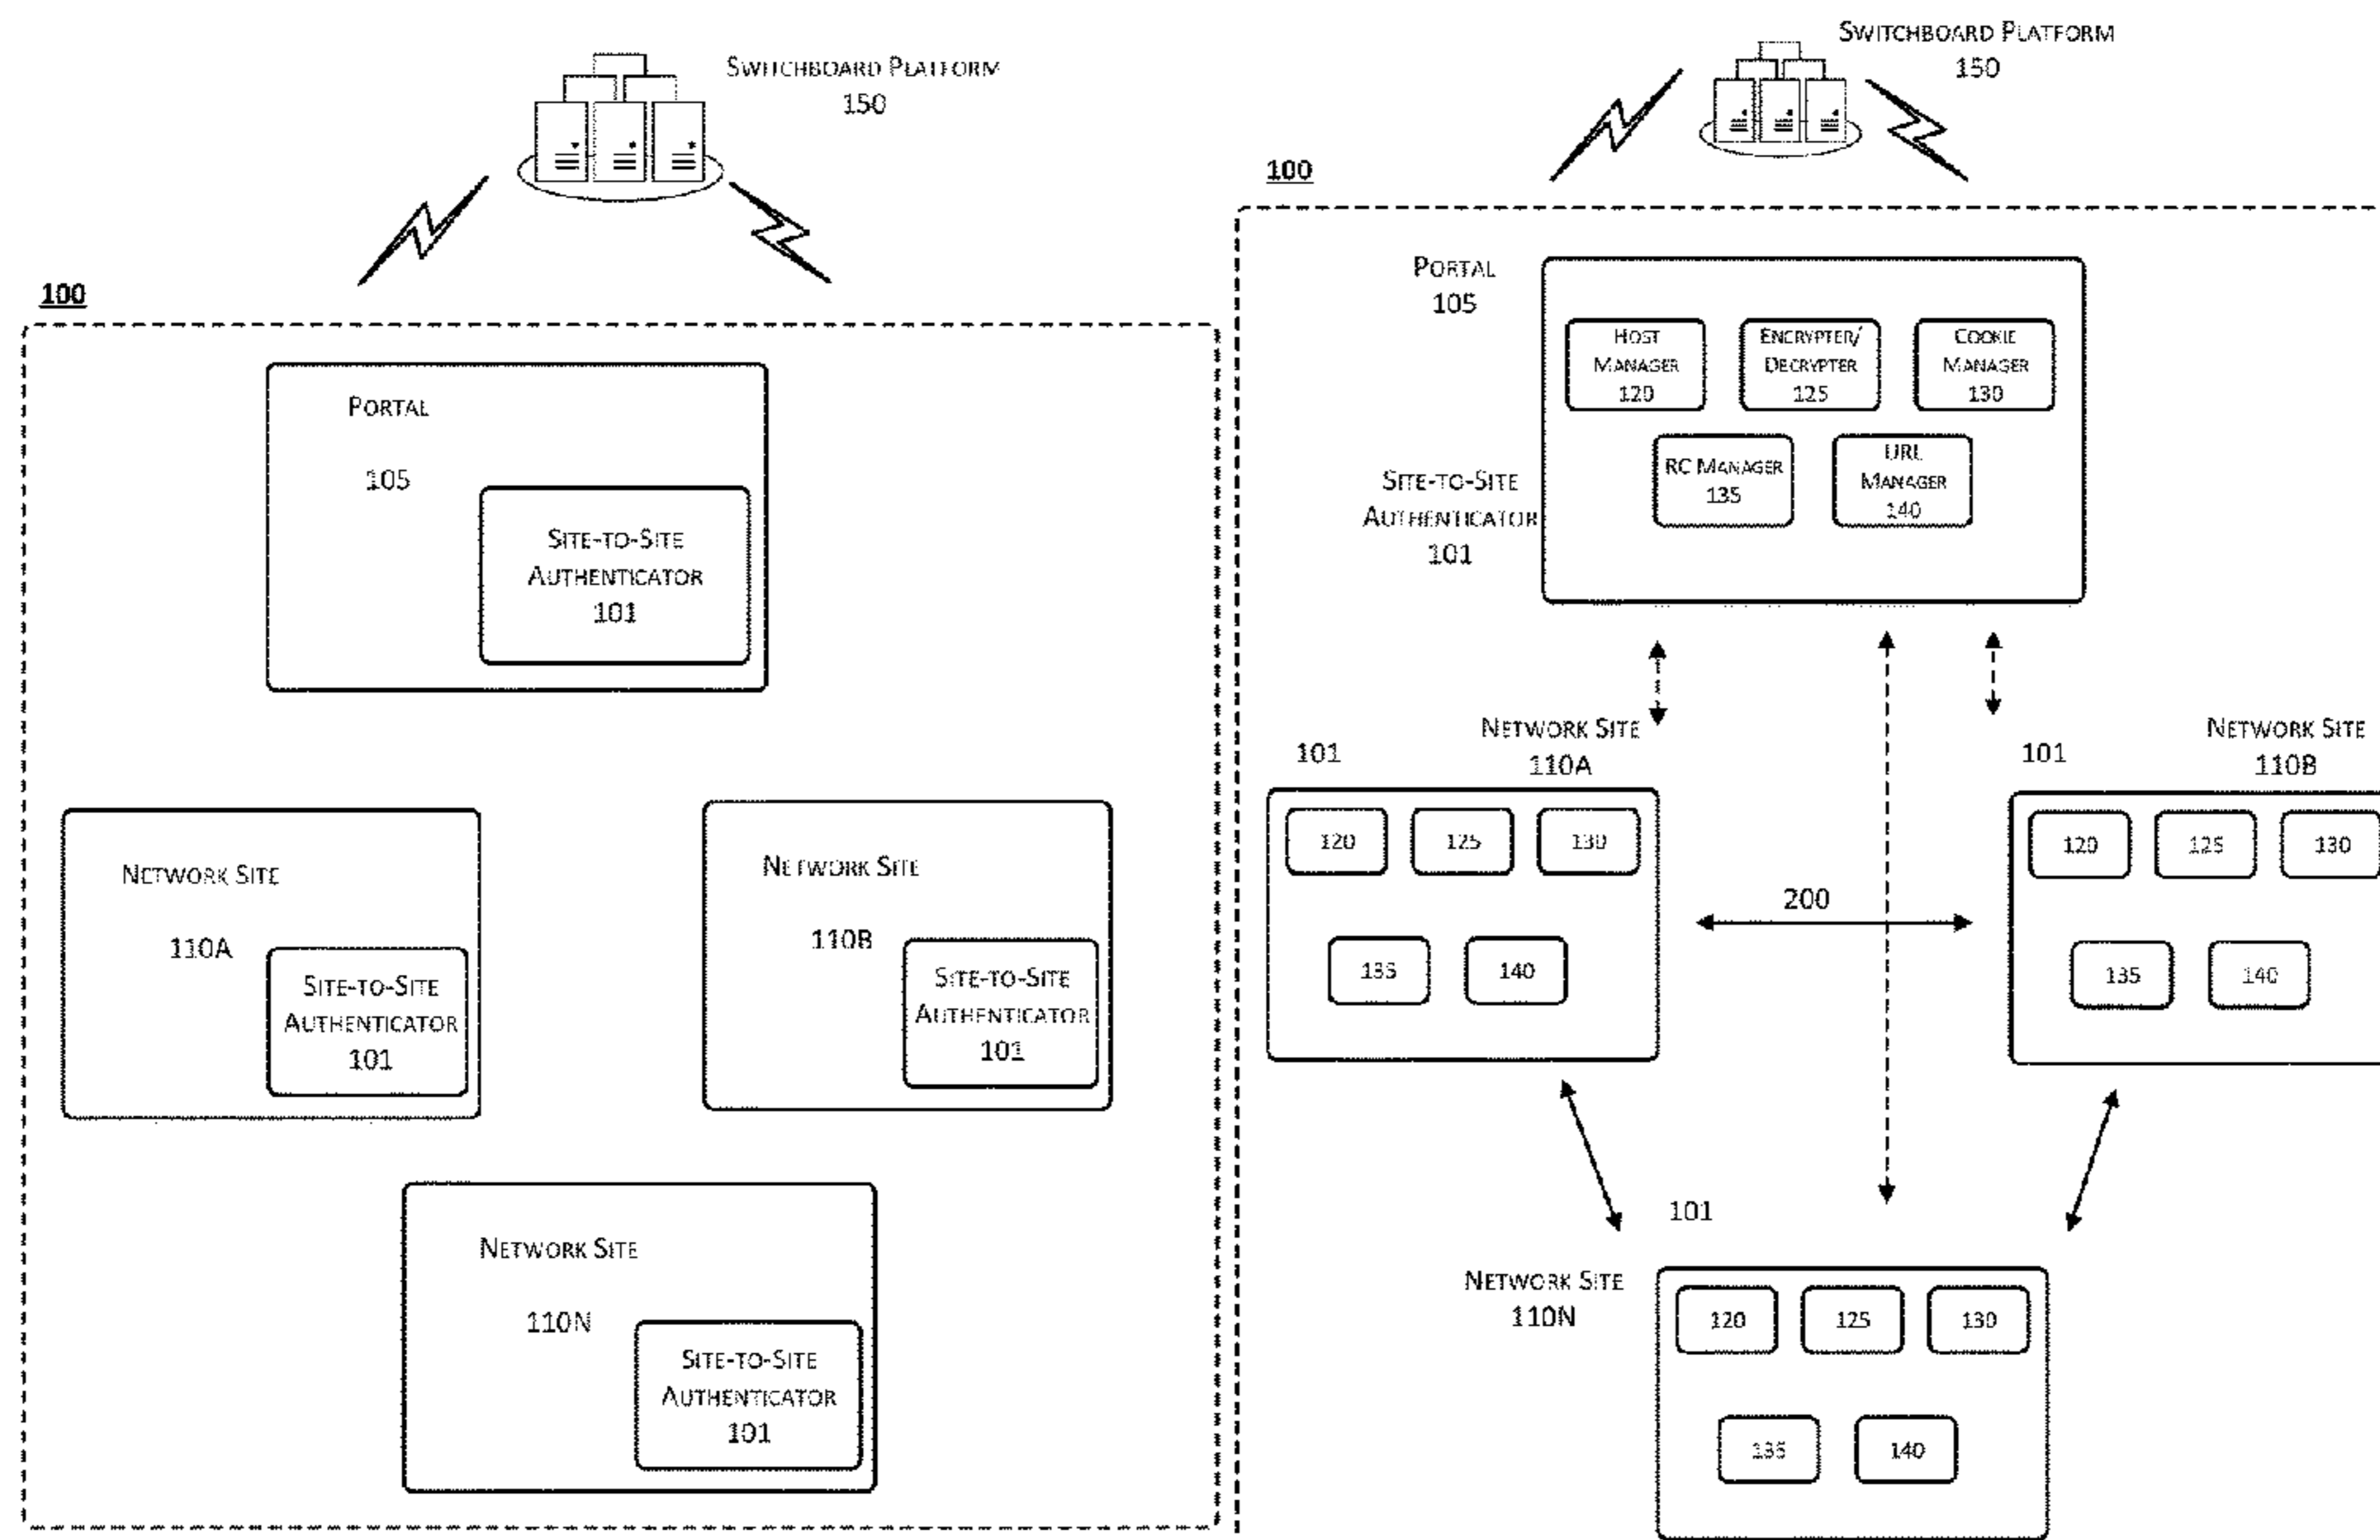 SWITCHBOARD PLATFORM
150
100
PORTAL
105
SITE-TO-SITE
AUTHENTICATOR
101
NETWORK SITE
110A
SITE-TO-SITE
AUTHENTICATOR
101
NETWORK SITE
110B
SITE-TO-SITE
AUTHENTICATOR
101
NETWORK SITE
110N
SITE-TO-SITE
AUTHENTICATOR
101
SWITCHBOARD PLATFORM
150
100
PORTAL
105
HOST
MANAGER
120
ENCRYPTER/
DECRYPTER
125
COOKIE
MANAGER
130
RC MANAGER
135
URL
MANAGER
140
SITE-TO-SITE
AUTHENTICATOR
101
101
NETWORK SITE
110A
120
125
130
135
140
200
101
NETWORK SITE
110B
120
125
130
135
140
101
NETWORK SITE
110N
120
125
130
135
140